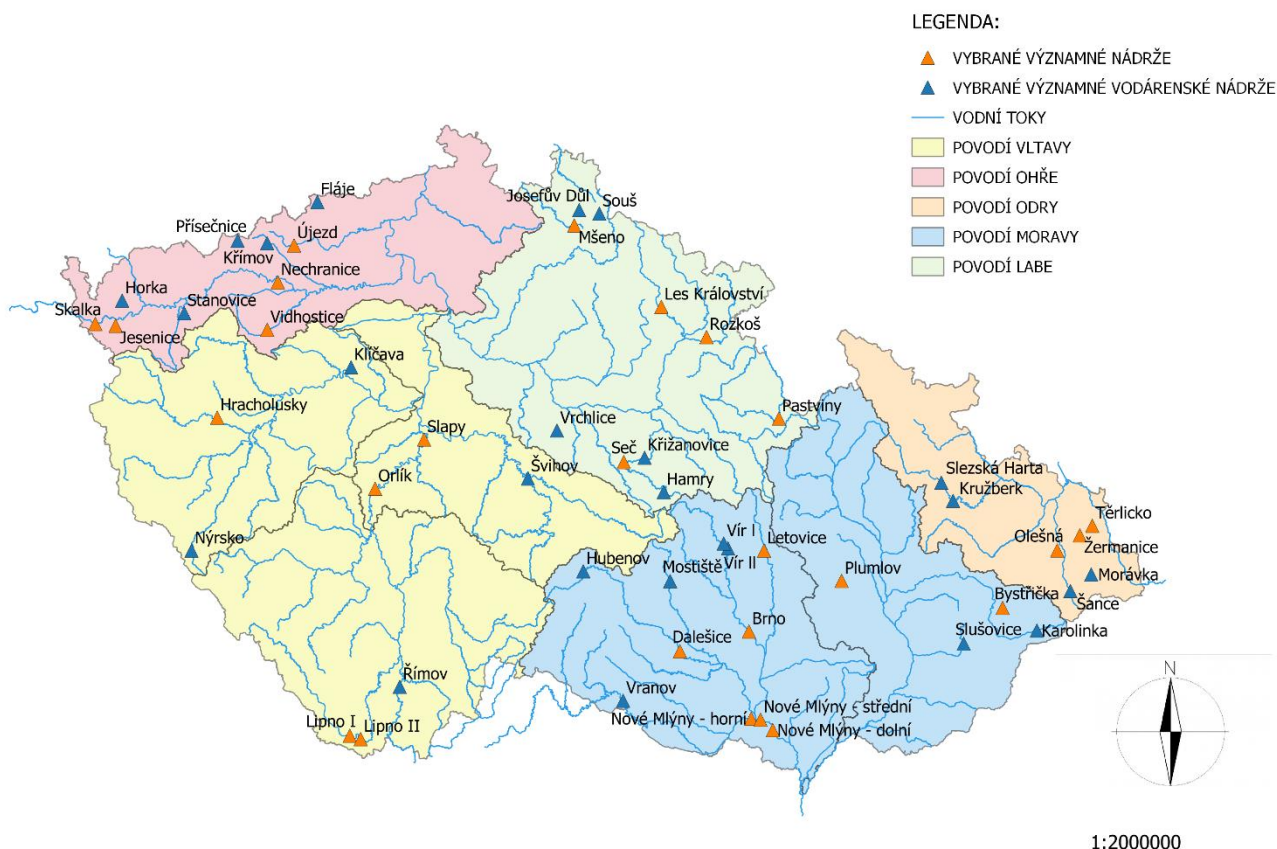 LEGENDA:
VYBRANÉ VÝZNAMNÉ NÁDRŽE
VYBRANÉ VÝZNAMNÉ VODÁRENSKÉ NÁDRŽE
VODNÍ TOKY
POVODÍ VLTAVY
POVODÍ OHŘE
POVODÍ ODRY
POVODÍ MORAVY
POVODÍ LABE
Fláje
Josefův Důl
Souš
Přísečnice
Újezd
Mšeno
Křímov
Nechranice
Horka
Stanovice
Skalka
Jesenice
Vidhostice
Les Království
Rozkoš
Klíčava
Hracholusky
Slapy
Vrchlice
Pastviny
Seč
Křižanovice
Orlík
Švihov
Hamry
Slezská Harta
Kružberk
Těrlicko
Nýrsko
Hubenov
Vír I
Letovice
Vír II
Mostiště
Olešná
Žermanice
Morávka
Plumlov
Šance
Bystřička
Brno
Karolinka
Slušovice
Dalešice
Římov
Vranov
Nové Mlýny - střední
Nové Mlýny - horní
Nové Mlýny - dolní
Lipno I
Lipno II
N
1:2000000